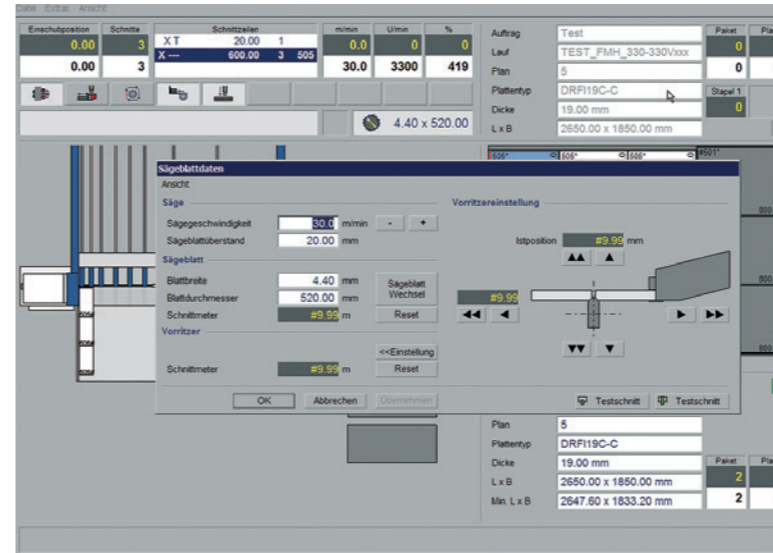 Datei Extras Ansicht
Einschubposition Schnitte Schnittzeilen m/min U/min %
0.00 3 X T 20.00 1 0.0 0 0
X --- 600.00 3 505
0.00 3 30.0 3300 419
4.40 x 520.00
Auftrag Test
Lauf TEST_FMH_330-330Vxxx
Plan 5
Plattentyp DRFI19C-C
Dicke 19.00 mm
L x B 2650.00 x 1850.00 mm
Paket
0
0
Stapel 1
0
Sägeblattdaten
Ansicht
Säge
Sägegeschwindigkeit 30.0 m/min - +
Sägeblattüberstand 20.00 mm
Sägeblatt
Blattbreite 4.40 mm
Blattdurchmesser 520.00 mm
Sägeblatt
Wechsel
Schnittmeter #9.99 m Reset
Vorritzer
<<Einstellung
Schnittmeter #9.99 m Reset
Vorritzereinstellung
Istposition #9.99 mm
#9.99
OK Abbrechen Übernehmen Testschnitt Testschnitt
Plan 5
Plattentyp DRFI19C-C
Dicke 19.00 mm
L x B 2650.00 x 1850.00 mm
Min. L x B 2647.60 x 1833.20 mm
Paket
2
2